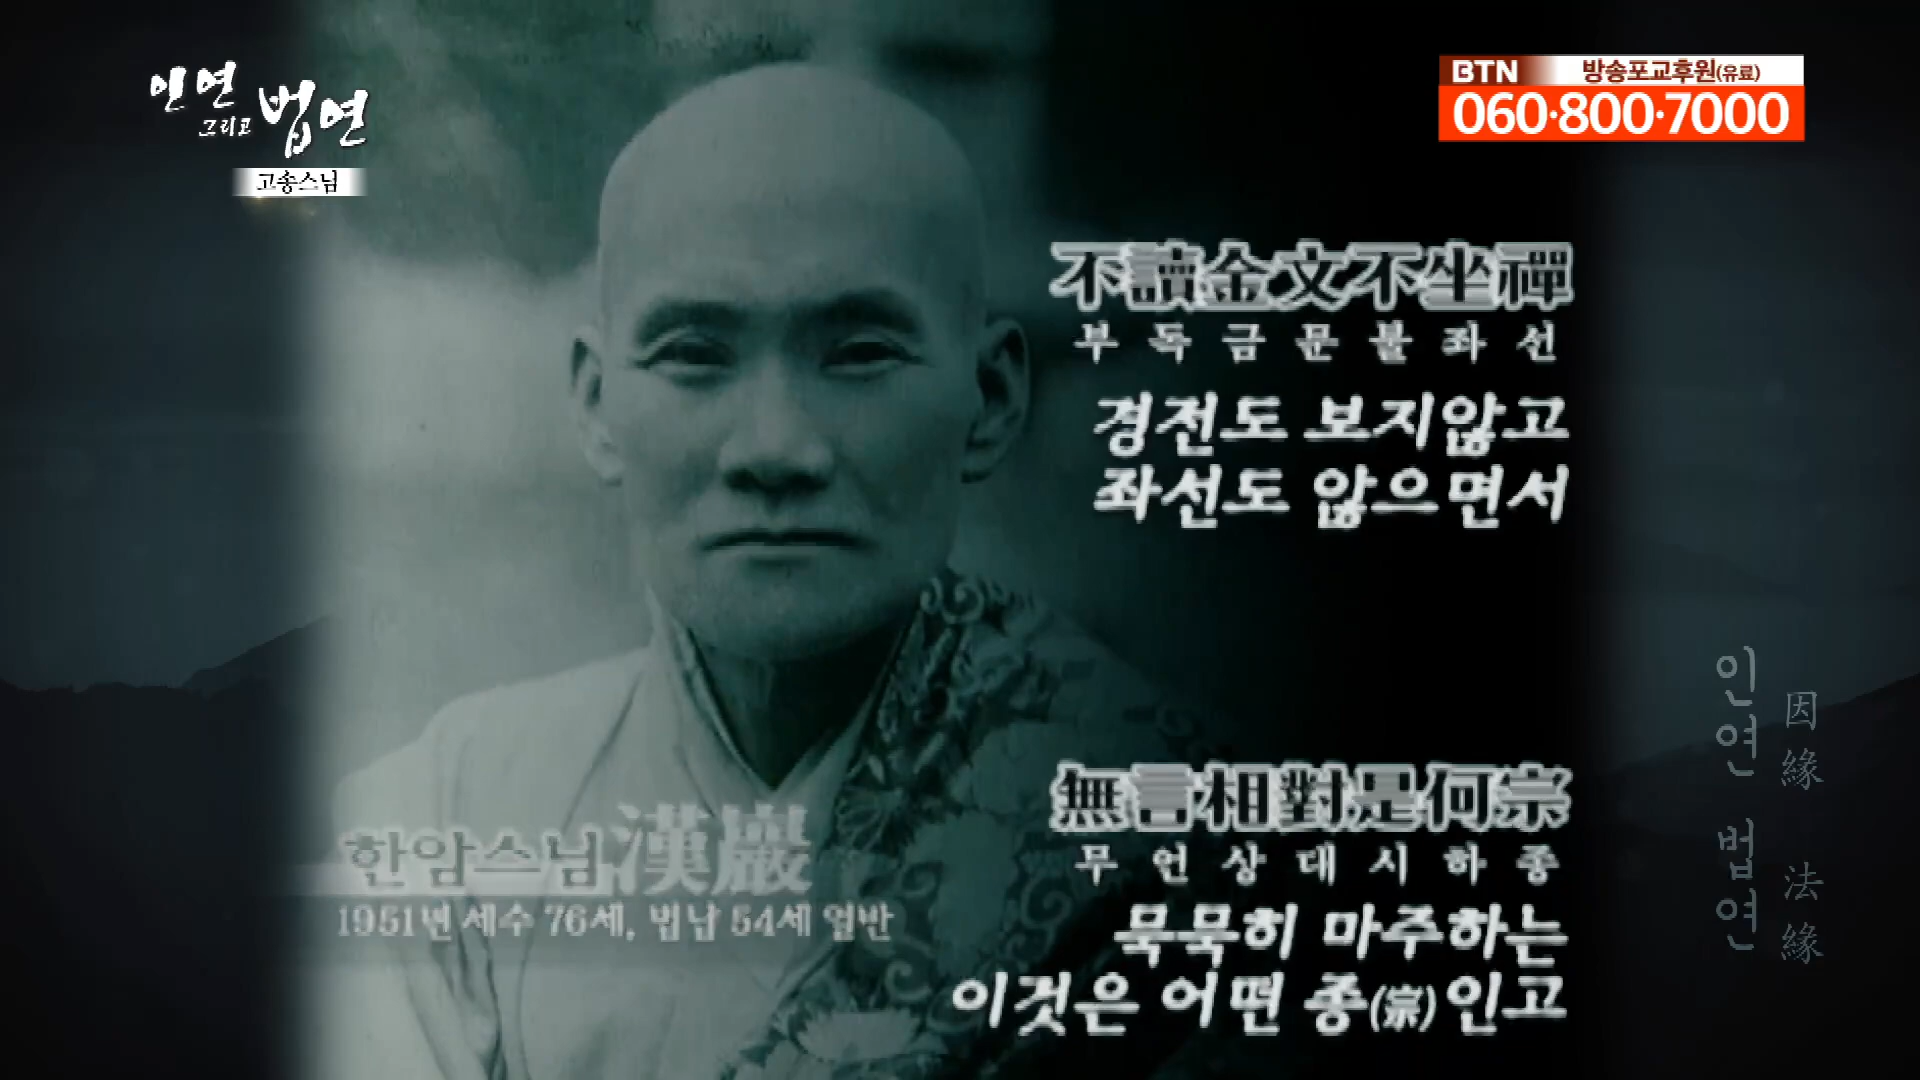 인연 그리고 법연
고송스님
BTN 방송포교후원(유료)
060·800·7000
不讀金文不坐禪
부독금문불좌선
경전도 보지않고
좌선도 않으면서
無言相對是何宗
무언상대시하종
묵묵히 마주하는
이것은 어떤 종(宗)인고
한암스님 漢巖
1951년 세수 76세, 법납 54세 열반
인연 법연
因緣 法緣